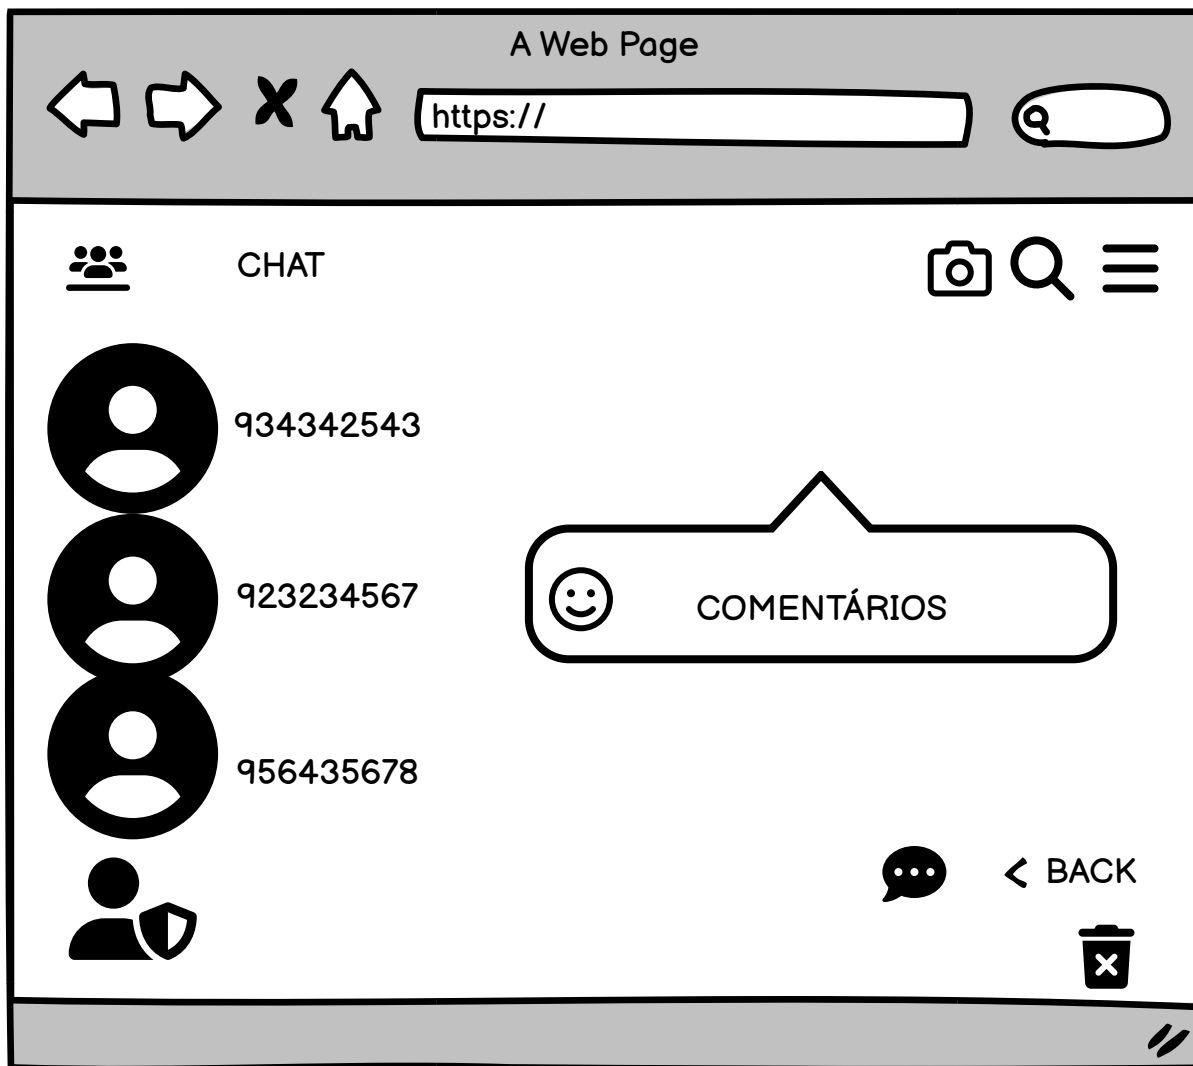 A Web Page
https://
CHAT
934342543
923234567
COMENTÁRIOS
956435678
BACK